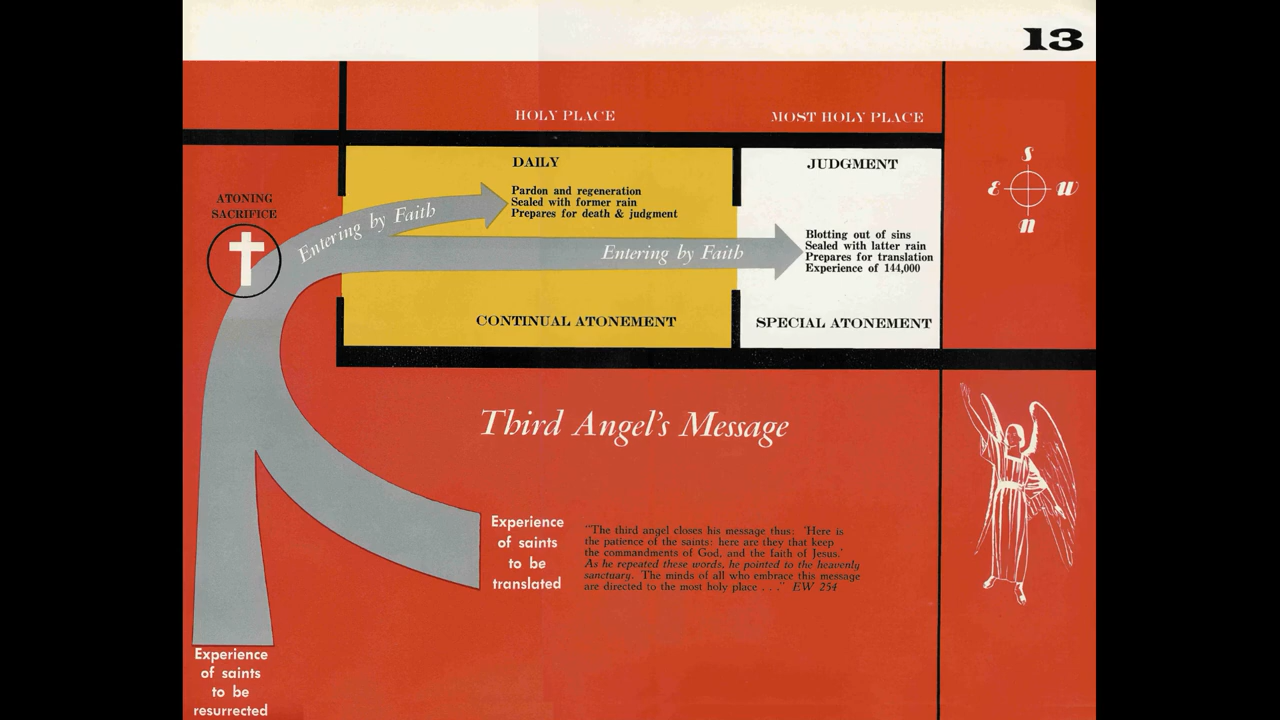 13
HOLY PLACE
MOST HOLY PLACE
DAILY
Pardon and regeneration
Sealed with former rain
Prepares for death & judgment
JUDGMENT
Blotting out of sins
Sealed with latter rain
Prepares for translation
Experience of 144,000
S
E
W
n
ATONING
SACRIFICE
Entering by Faith
Entering by Faith
CONTINUAL ATONEMENT
SPECIAL ATONEMENT
Third Angel's Message
Experience
of saints
to be
translated
"The third angel closes his message thus: 'Here is
the patience of the saints: here are they that keep
the commandments of God, and the faith of Jesus.'
As he repeated these words, he pointed to the heavenly
sanctuary. The minds of all who embrace this message
are directed to the most holy place . . ." EW 254
Experience
of saints
to be
resurrected